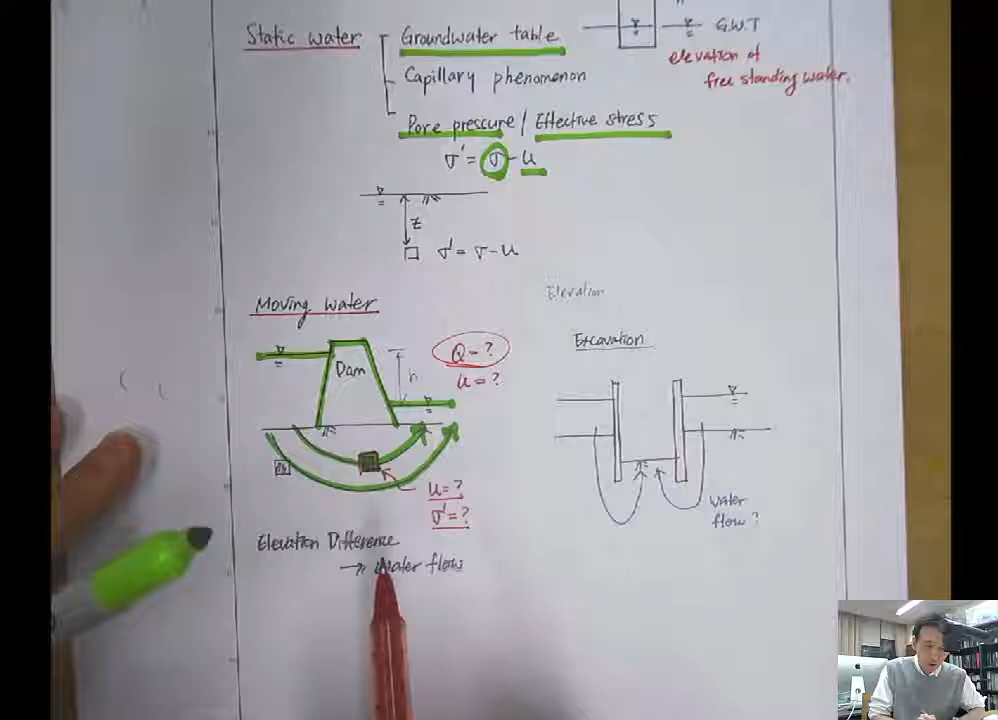 Static water
Groundwater table
Capillary phenomenon
Pore pressure / Effective stress
σ' = σ - u
G.W.T
elevation of
free standing water.
z
σ' = σ - u
Moving water
Dam
h
Q = ?
u = ?
u = ?
σ' = ?
Elevation Difference
→ Water flow
Elevation
Excavation
water
flow ?